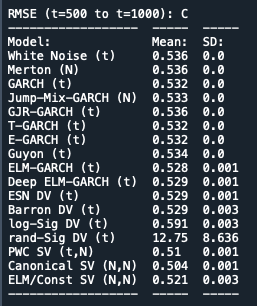 RMSE (t=500 to t=1000): C
------------------ ----- -----
Model: Mean: SD:
White Noise (t) 0.536 0.0
Merton (N) 0.536 0.0
GARCH (t) 0.532 0.0
Jump-Mix-GARCH (N) 0.533 0.0
GJR-GARCH (t) 0.536 0.0
T-GARCH (t) 0.532 0.0
E-GARCH (t) 0.532 0.0
Guyon (t) 0.534 0.0
ELM-GARCH (t) 0.528 0.001
Deep ELM-GARCH (t) 0.529 0.001
ESN DV (t) 0.529 0.001
Barron DV (t) 0.529 0.003
log-Sig DV (t) 0.591 0.003
rand-Sig DV (t) 12.75 8.636
PWC SV (t,N) 0.51 0.001
Canonical SV (N,N) 0.504 0.001
ELM/Const SV (N,N) 0.521 0.003
------------------ ----- -----